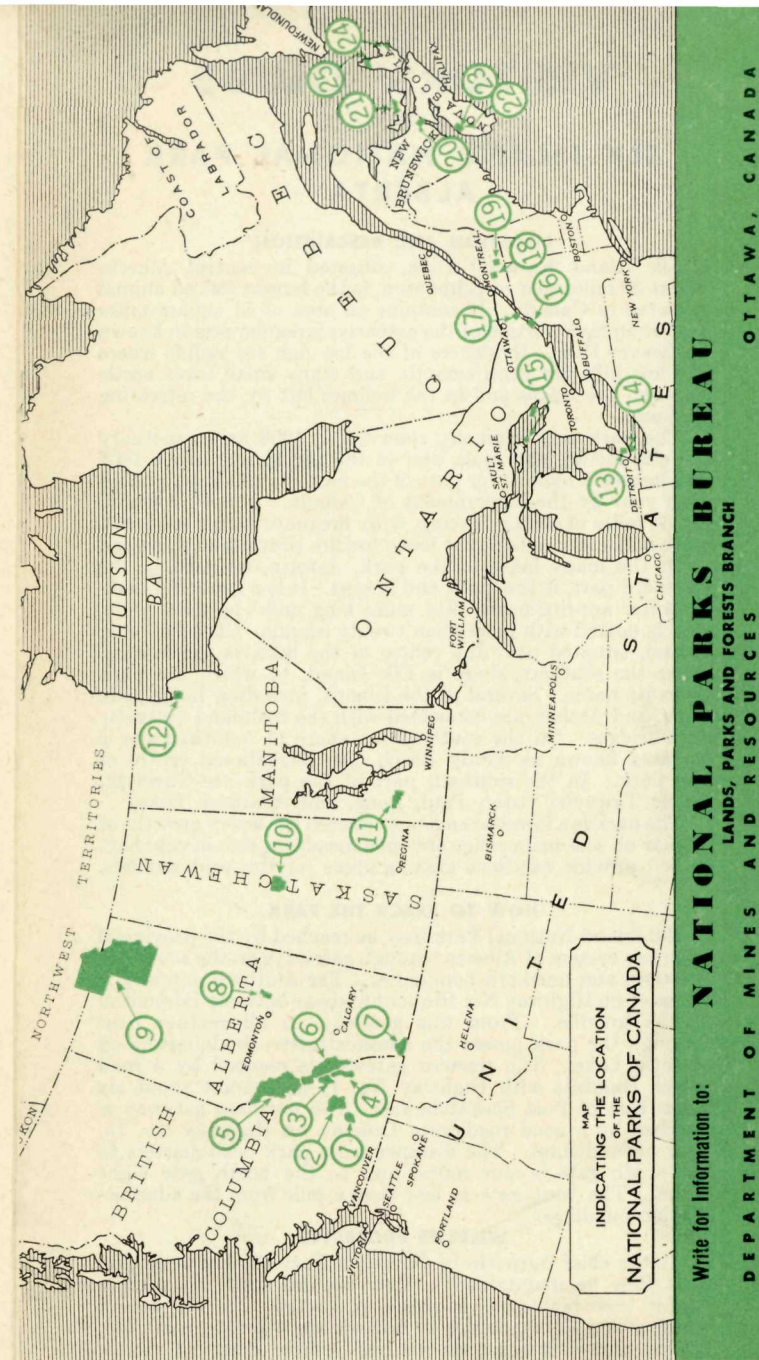 NEWFOUNDLAN
COAST OF
LABRADOR
HUDSON
BAY
KON)
NORTHWEST TERRITORIES
BRITISH
COLUMBIA
ALBERTA
SASKATCHEWAN
MANITOBA
ONTARIO
QUEBEC
NEW
BRUNSWICK
NOVA SCO
HALIFAX
EDMONTON
CALGARY
VANCOUVER
VICTORIA
SEATTLE
SPOKANE
PORTLAND
HELENA
REGINA
WINNIPEG
BISMARCK
MINNEAPOLIS
FORT
WILLIAM
SAULT
ST. MARIE
CHICAGO
DETROIT
TORONTO
BUFFALO
OTTAWA
MONTREAL
QUEBEC
BOSTON
NEW YORK
UNITED STATES
1
2
3
4
5
6
7
8
9
10
11
12
13
14
15
16
17
18
19
20
21
22
23
24
25
MAP
INDICATING THE LOCATION
OF THE
NATIONAL PARKS OF CANADA
Write for Information to:
NATIONAL PARKS BUREAU
LANDS, PARKS AND FORESTS BRANCH
DEPARTMENT OF MINES AND RESOURCES OTTAWA, CANADA